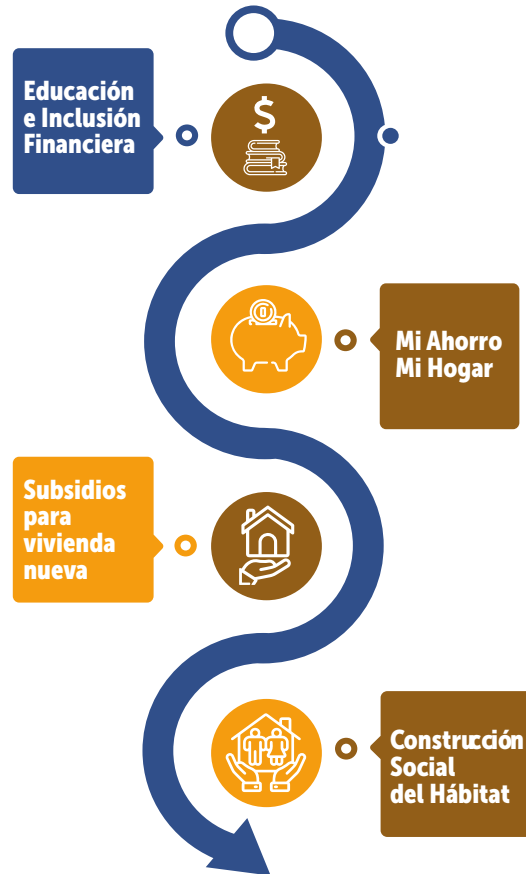 Educación
e Inclusión
Financiera
$
Mi Ahorro
Mi Hogar
Subsidios
para
vivienda
nueva
Construcción
Social
del Hábitat